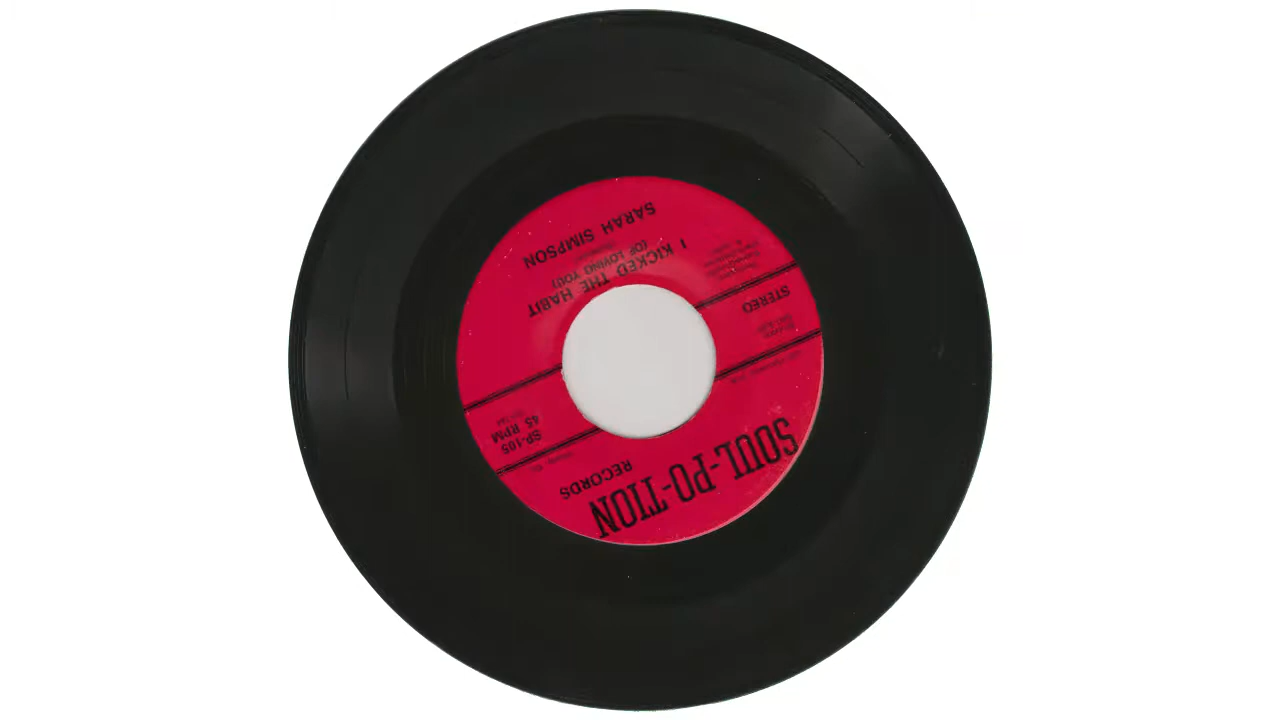 SOUL-PO-TION
RECORDS
SP-105
45 RPM
STEREO
I KICKED THE HABIT
(OF LOVING YOU)
SARAH SIMPSON